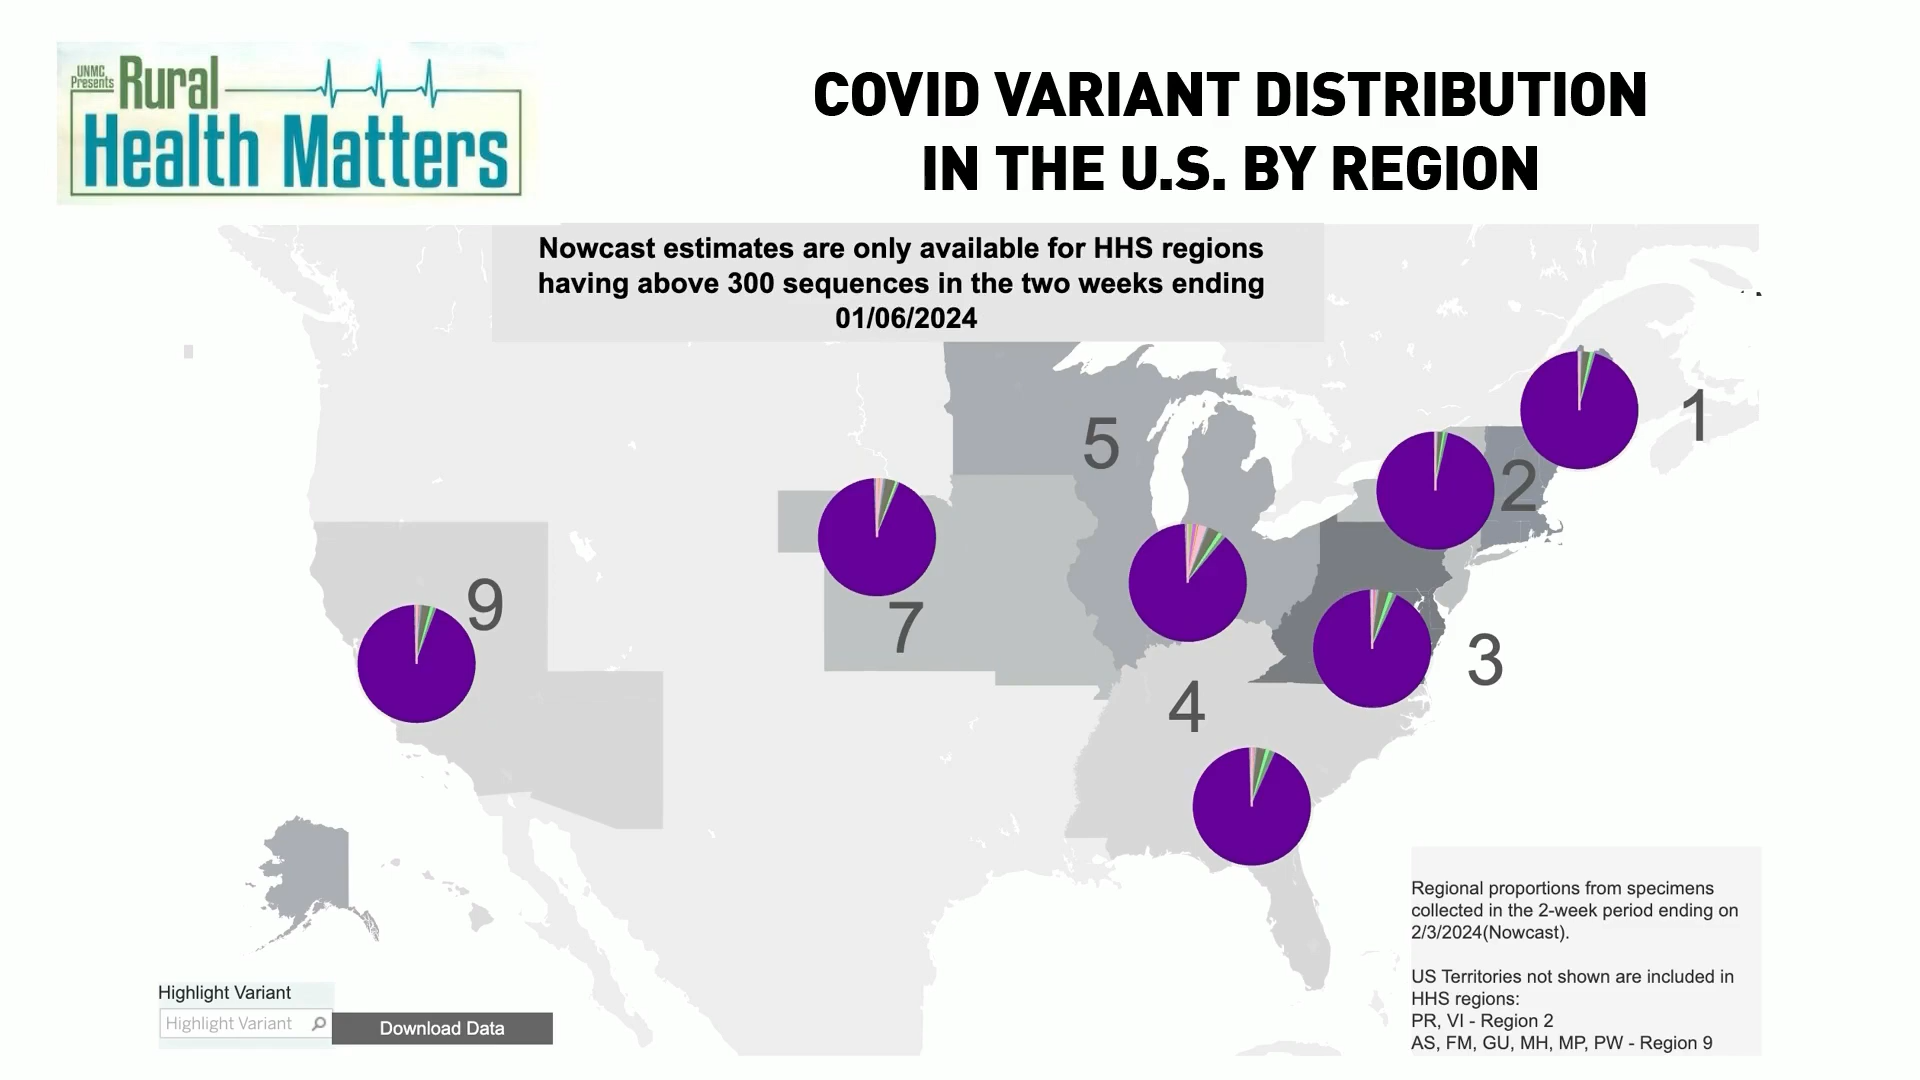 UNMC
Presents
Rural
Health Matters
COVID VARIANT DISTRIBUTION
IN THE U.S. BY REGION
Nowcast estimates are only available for HHS regions
having above 300 sequences in the two weeks ending
01/06/2024
1
5
2
9
7
3
4
Regional proportions from specimens
collected in the 2-week period ending on
2/3/2024(Nowcast).
US Territories not shown are included in
HHS regions:
PR, VI - Region 2
AS, FM, GU, MH, MP, PW - Region 9
Highlight Variant
Highlight Variant
Download Data